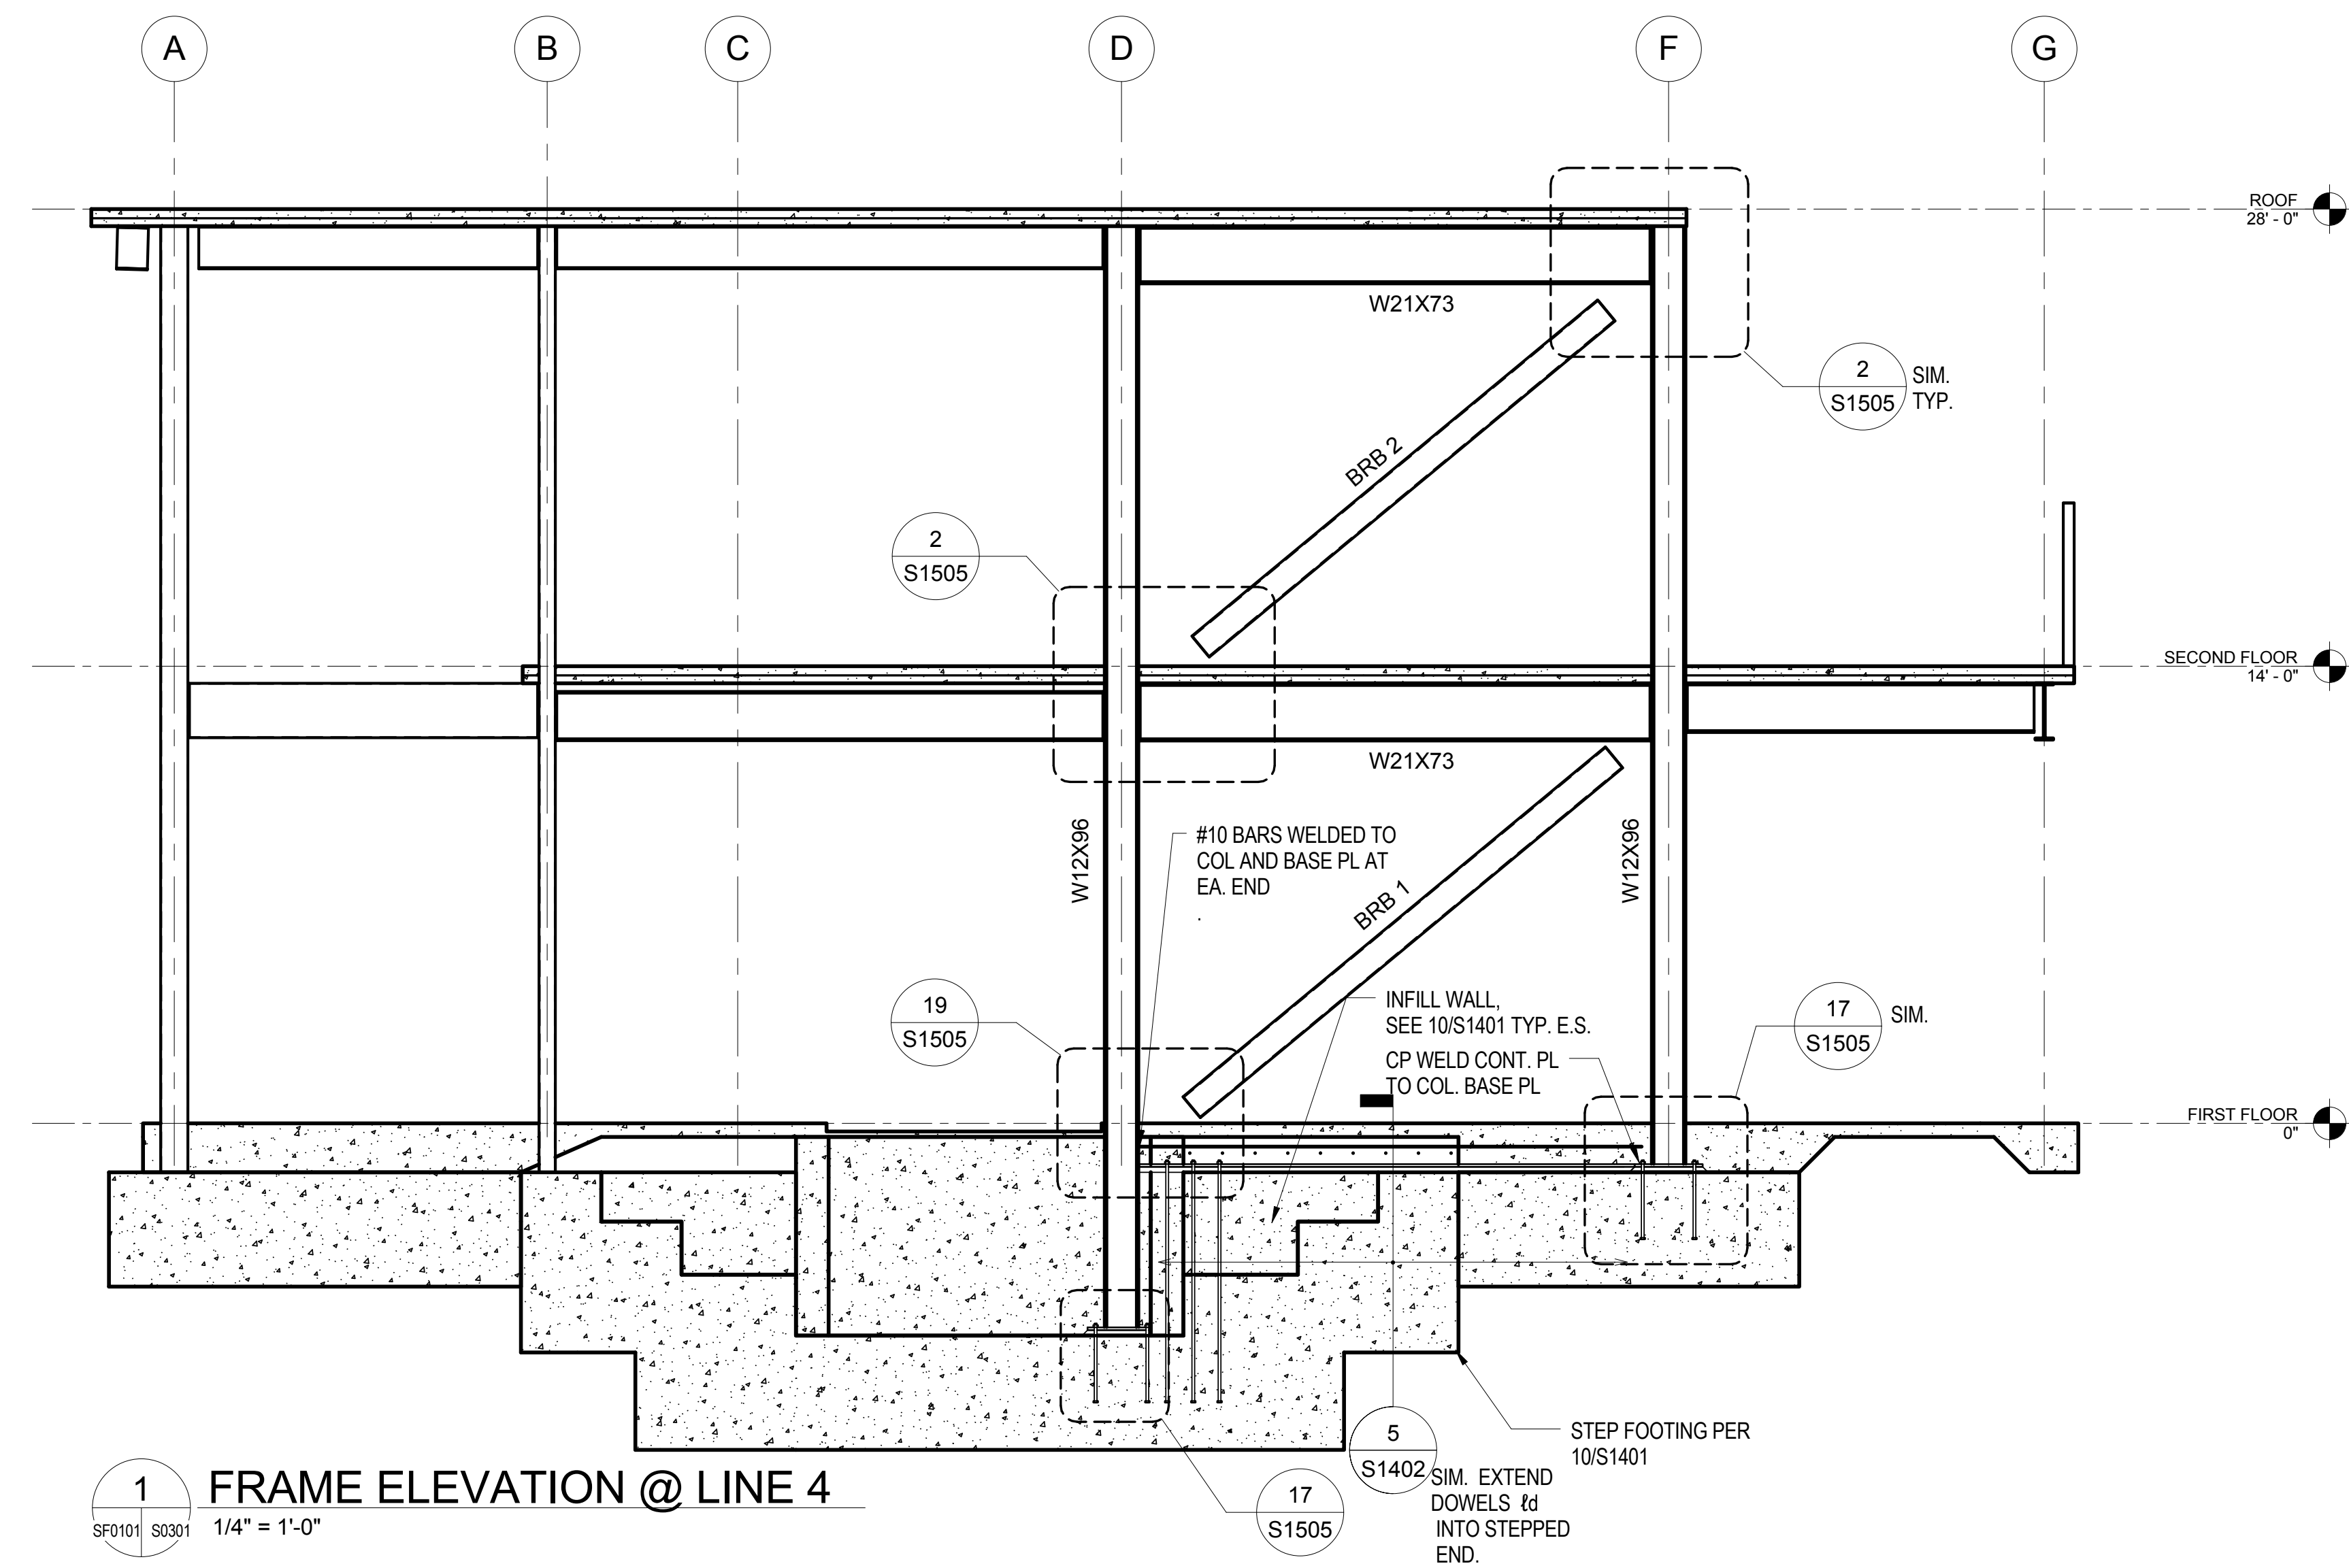 A
B
C
D
F
G
ROOF
28' - 0"
W21X73
2
S1505
SIM.
TYP.
BRB 2
2
S1505
SECOND FLOOR
14' - 0"
W21X73
W12X96
#10 BARS WELDED TO
COL AND BASE PL AT
EA. END
.
W12X96
BRB 1
19
S1505
INFILL WALL,
SEE 10/S1401 TYP. E.S.
CP WELD CONT. PL
TO COL. BASE PL
17
S1505
SIM.
FIRST FLOOR
0"
STEP FOOTING PER
10/S1401
5
S1402
SIM. EXTEND
DOWELS ℓd
INTO STEPPED
END.
17
S1505
1
SF0101 S0301
FRAME ELEVATION @ LINE 4
1/4" = 1'-0"